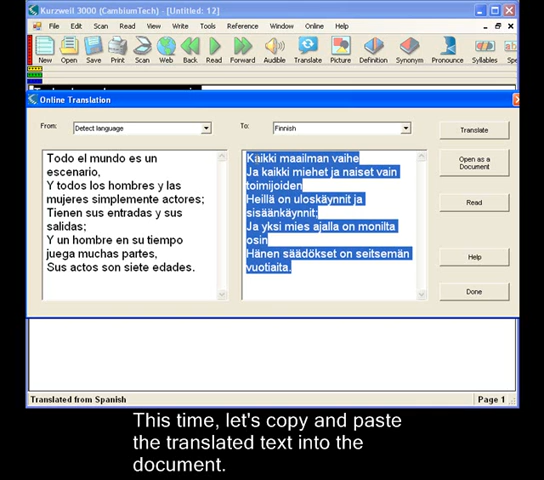 Kurzweil 3000 (CambiumTech) - [Untitled: 12]
File Edit Scan Read View Write Tools Reference Window Online Help
New Open Save Print Scan Web Back Read Forward Audible Translate Picture Definition Synonym Pronounce Syllables Spe
Online Translation
From: Detect language To: Finnish
Translate
Open as a Document
Read
Help
Done
Todo el mundo es un
escenario,
Y todos los hombres y las
mujeres simplemente actores;
Tienen sus entradas y sus
salidas;
Y un hombre en su tiempo
juega muchas partes,
Sus actos son siete edades.
Kaikki maailman vaihe
Ja kaikki miehet ja naiset vain
toimijoiden
Heillä on uloskäynnit ja
sisäänkäynnit;
Ja yksi mies ajalla on monilta
osin
Hänen säädökset on seitsemän
vuotiaita.
Translated from Spanish Page 1
This time, let's copy and paste
the translated text into the
document.